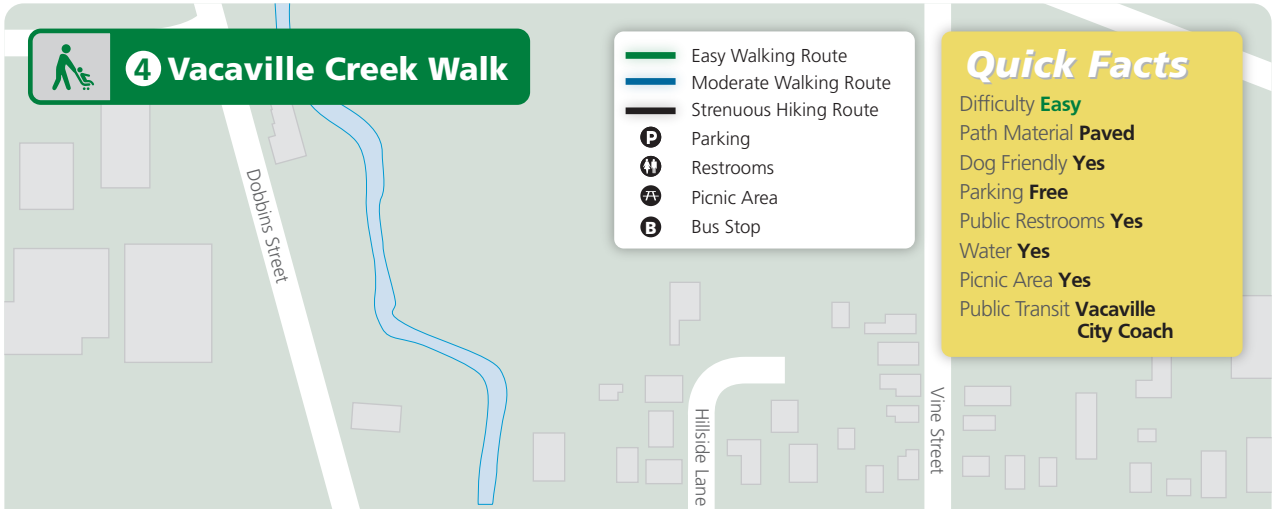 4 Vacaville Creek Walk
Easy Walking Route
Moderate Walking Route
Strenuous Hiking Route
P Parking
Restrooms
Picnic Area
B Bus Stop
Quick Facts
Difficulty Easy
Path Material Paved
Dog Friendly Yes
Parking Free
Public Restrooms Yes
Water Yes
Picnic Area Yes
Public Transit Vacaville
City Coach
Dobbins Street
Hillside Lane
Vine Street